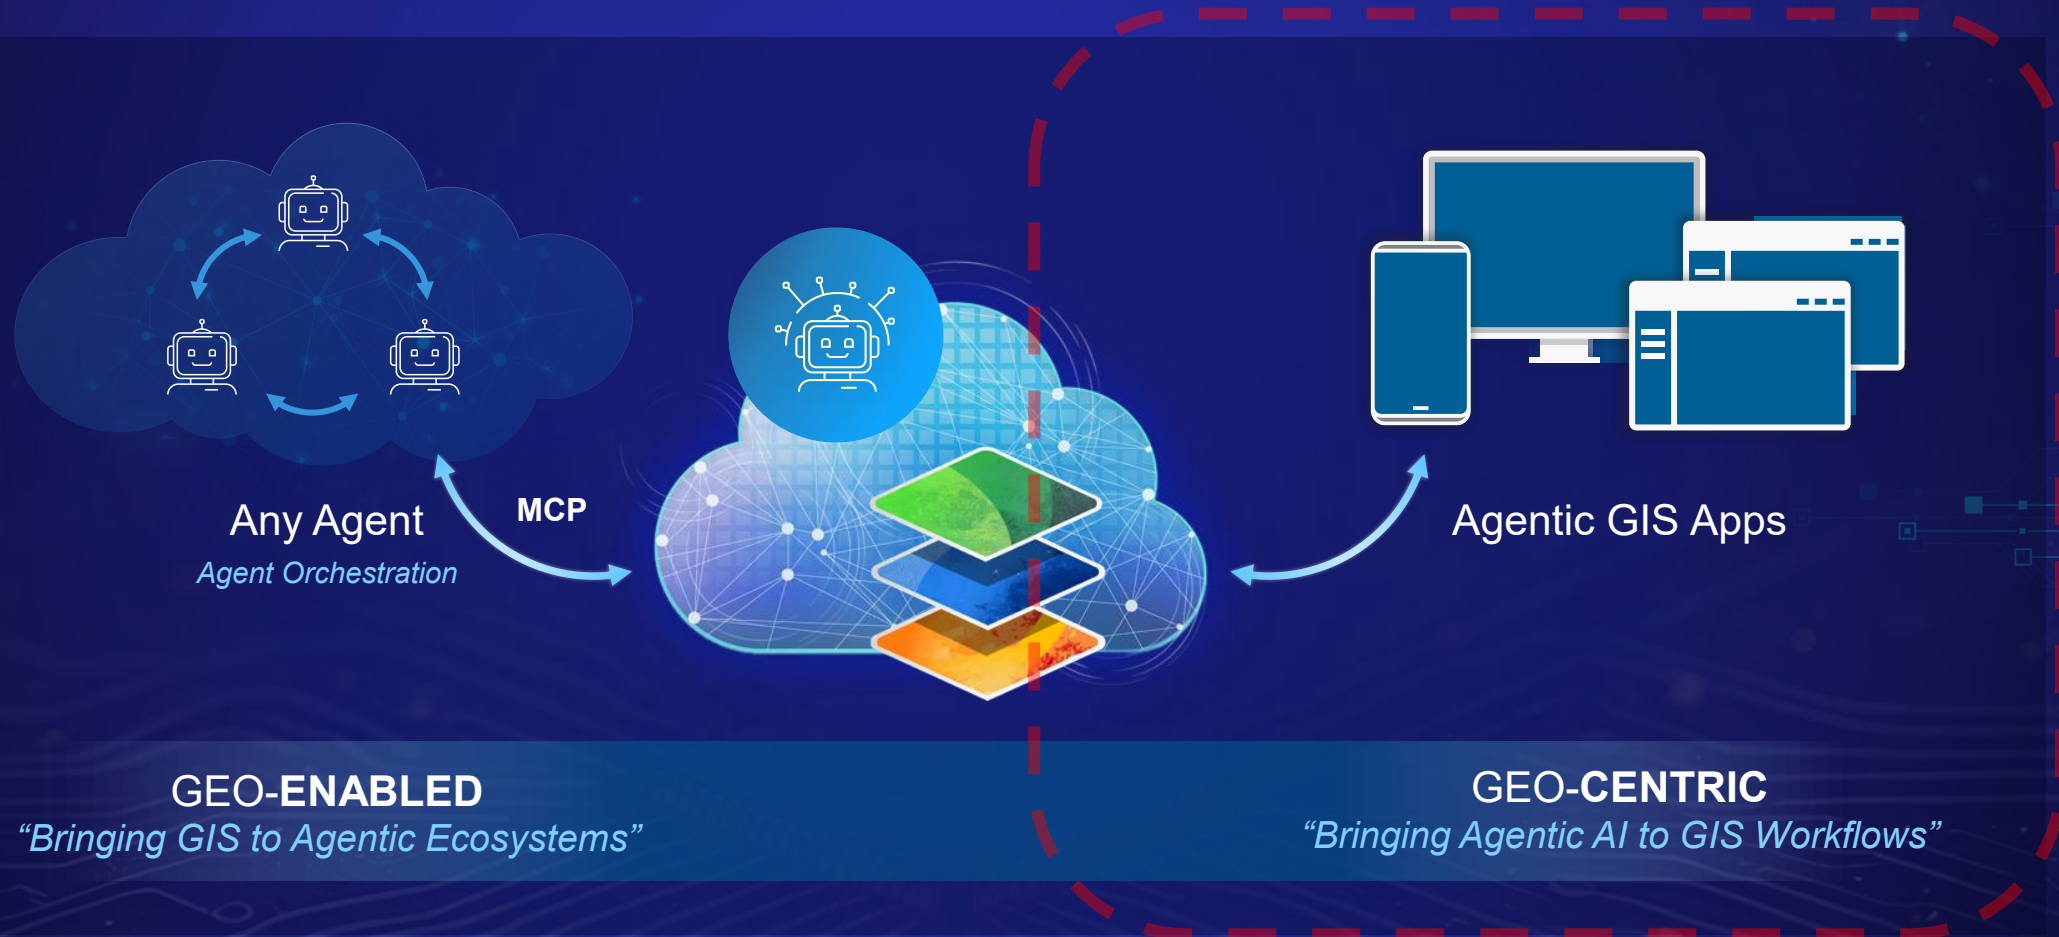 MCP
Any Agent
Agent Orchestration
Agentic GIS Apps
GEO-ENABLED
“Bringing GIS to Agentic Ecosystems”
GEO-CENTRIC
“Bringing Agentic AI to GIS Workflows”